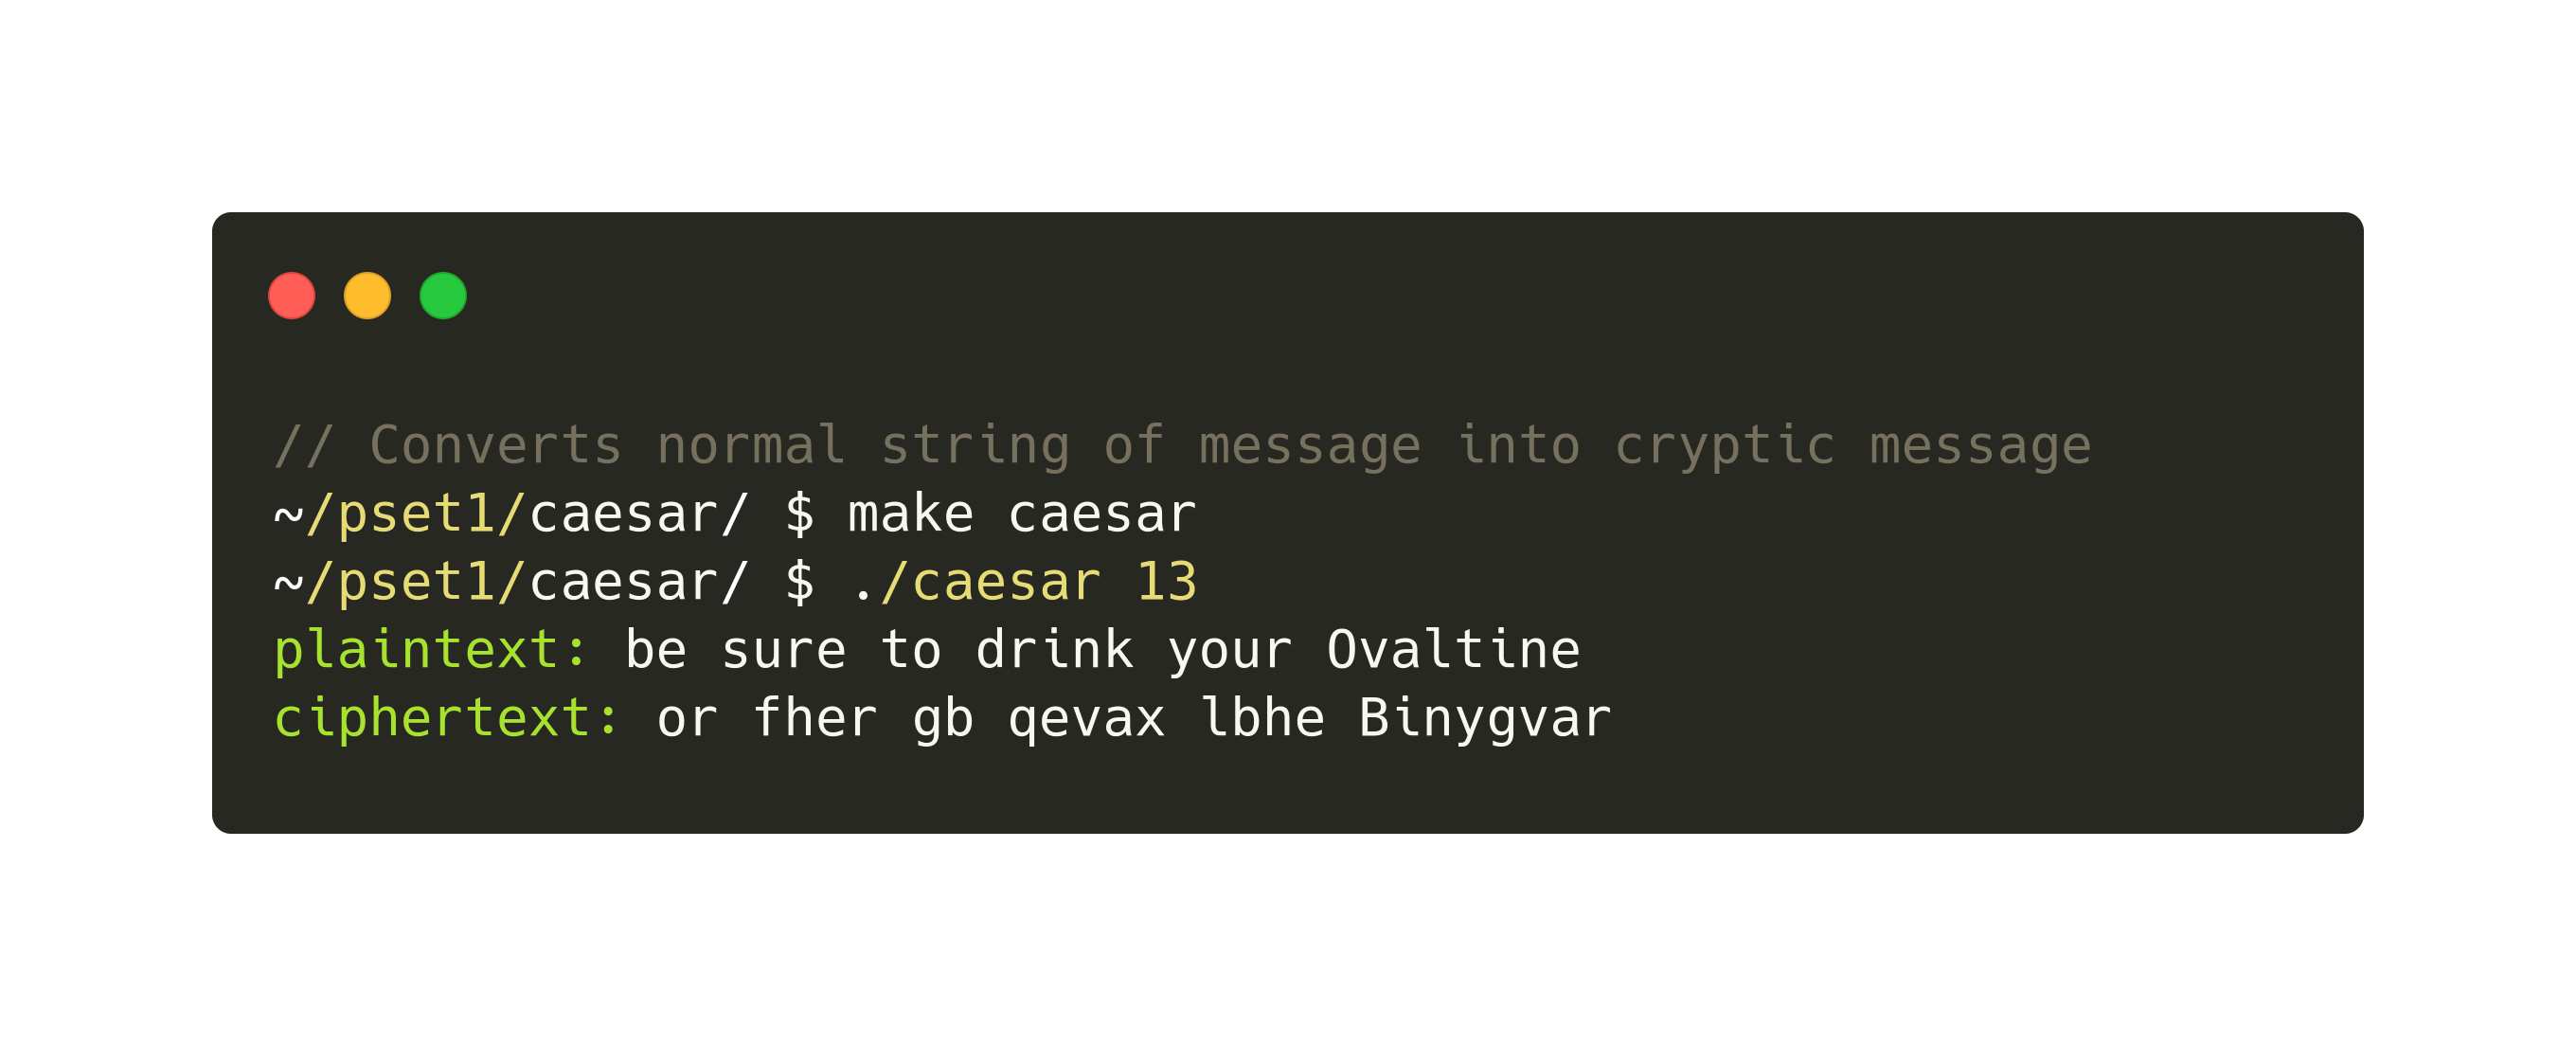 // Converts normal string of message into cryptic message
~/pset1/caesar/ $ make caesar
~/pset1/caesar/ $ ./caesar 13
plaintext: be sure to drink your Ovaltine
ciphertext: or fher gb qevax lbhe Binygvar